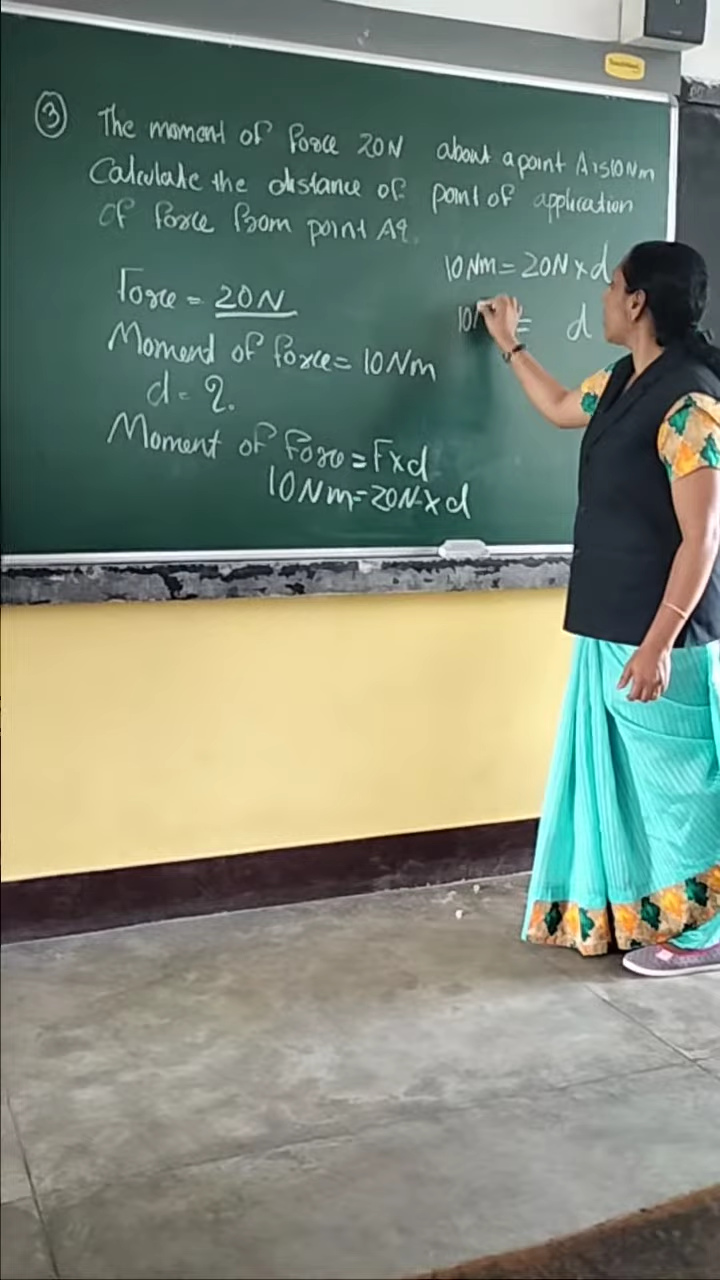 ③ The moment of force 20N about a point A is 10Nm
Calculate the distance of point of application
of force from point A?
Force = 20N
Moment of force = 10Nm
d = ?
Moment of force = F×d
10Nm = 20N × d
10Nm = 20N × d
= d